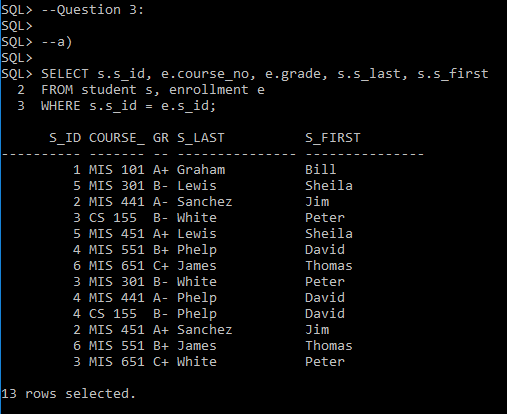 SQL> --Question 3:
SQL>
SQL> --a)
SQL>
SQL> SELECT s.s_id, e.course_no, e.grade, s.s_last, s.s_first
  2  FROM student s, enrollment e
  3  WHERE s.s_id = e.s_id;

      S_ID COURSE_ GR S_LAST          S_FIRST
---------- ------- -- --------------- ---------------
         1 MIS 101 A+ Graham          Bill
         5 MIS 301 B- Lewis           Sheila
         2 MIS 441 A- Sanchez         Jim
         3 CS 155  B- White           Peter
         5 MIS 451 A+ Lewis           Sheila
         4 MIS 551 B+ Phelp           David
         6 MIS 651 C+ James           Thomas
         3 MIS 301 B- White           Peter
         4 MIS 441 A- Phelp           David
         4 CS 155  B- Phelp           David
         2 MIS 451 A+ Sanchez         Jim
         6 MIS 551 B+ James           Thomas
         3 MIS 651 C+ White           Peter

13 rows selected.